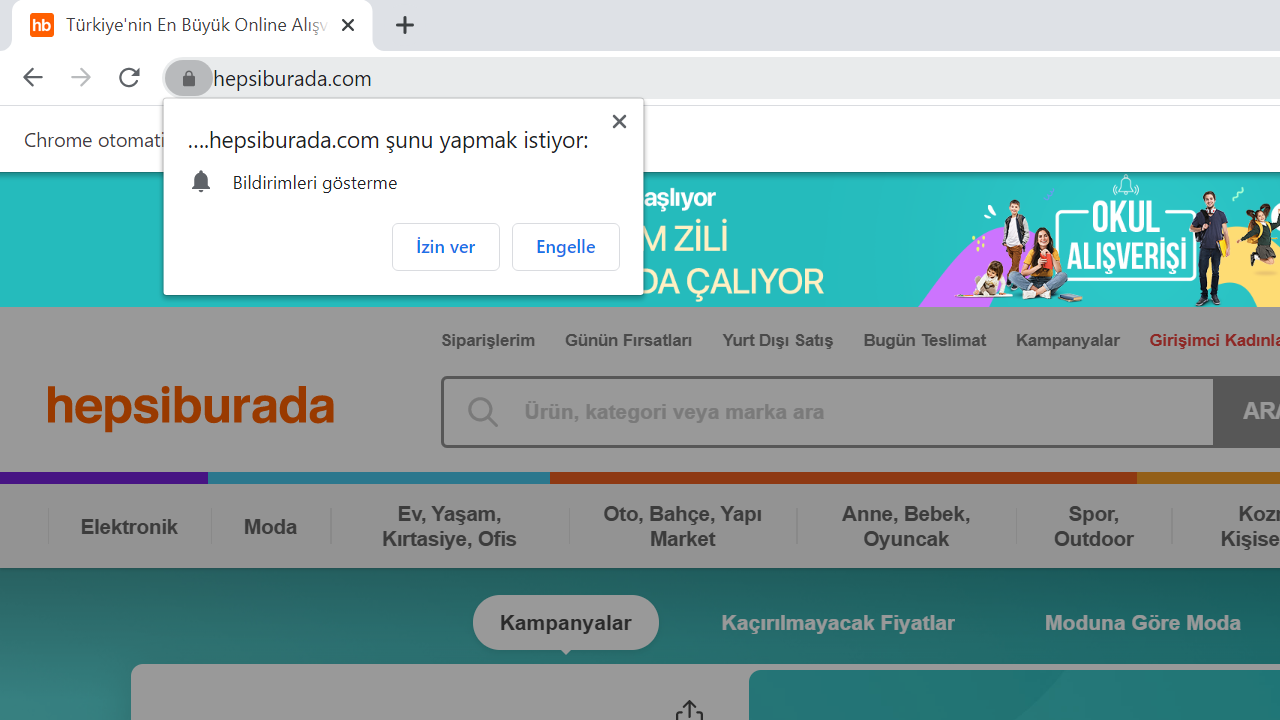 hb Türkiye'nin En Büyük Online Alışv
hepsiburada.com
Chrome otomati
....hepsiburada.com şunu yapmak istiyor:
Bildirimleri gösterme
İzin ver Engelle
aşlıyor
M ZİLİ
DA ÇALIYOR
OKUL
ALIŞVERİŞİ
Siparişlerim Günün Fırsatları Yurt Dışı Satış Bugün Teslimat Kampanyalar Girişimci Kadınla
hepsiburada
Ürün, kategori veya marka ara
ARA
Elektronik
Moda
Ev, Yaşam,
Kırtasiye, Ofis
Oto, Bahçe, Yapı
Market
Anne, Bebek,
Oyuncak
Spor,
Outdoor
Kozm
Kişise
Kampanyalar Kaçırılmayacak Fiyatlar Moduna Göre Moda